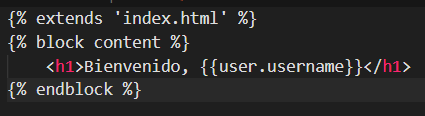 {% extends 'index.html' %}
{% block content %}
    <h1>Bienvenido, {{user.username}}</h1>
{% endblock %}